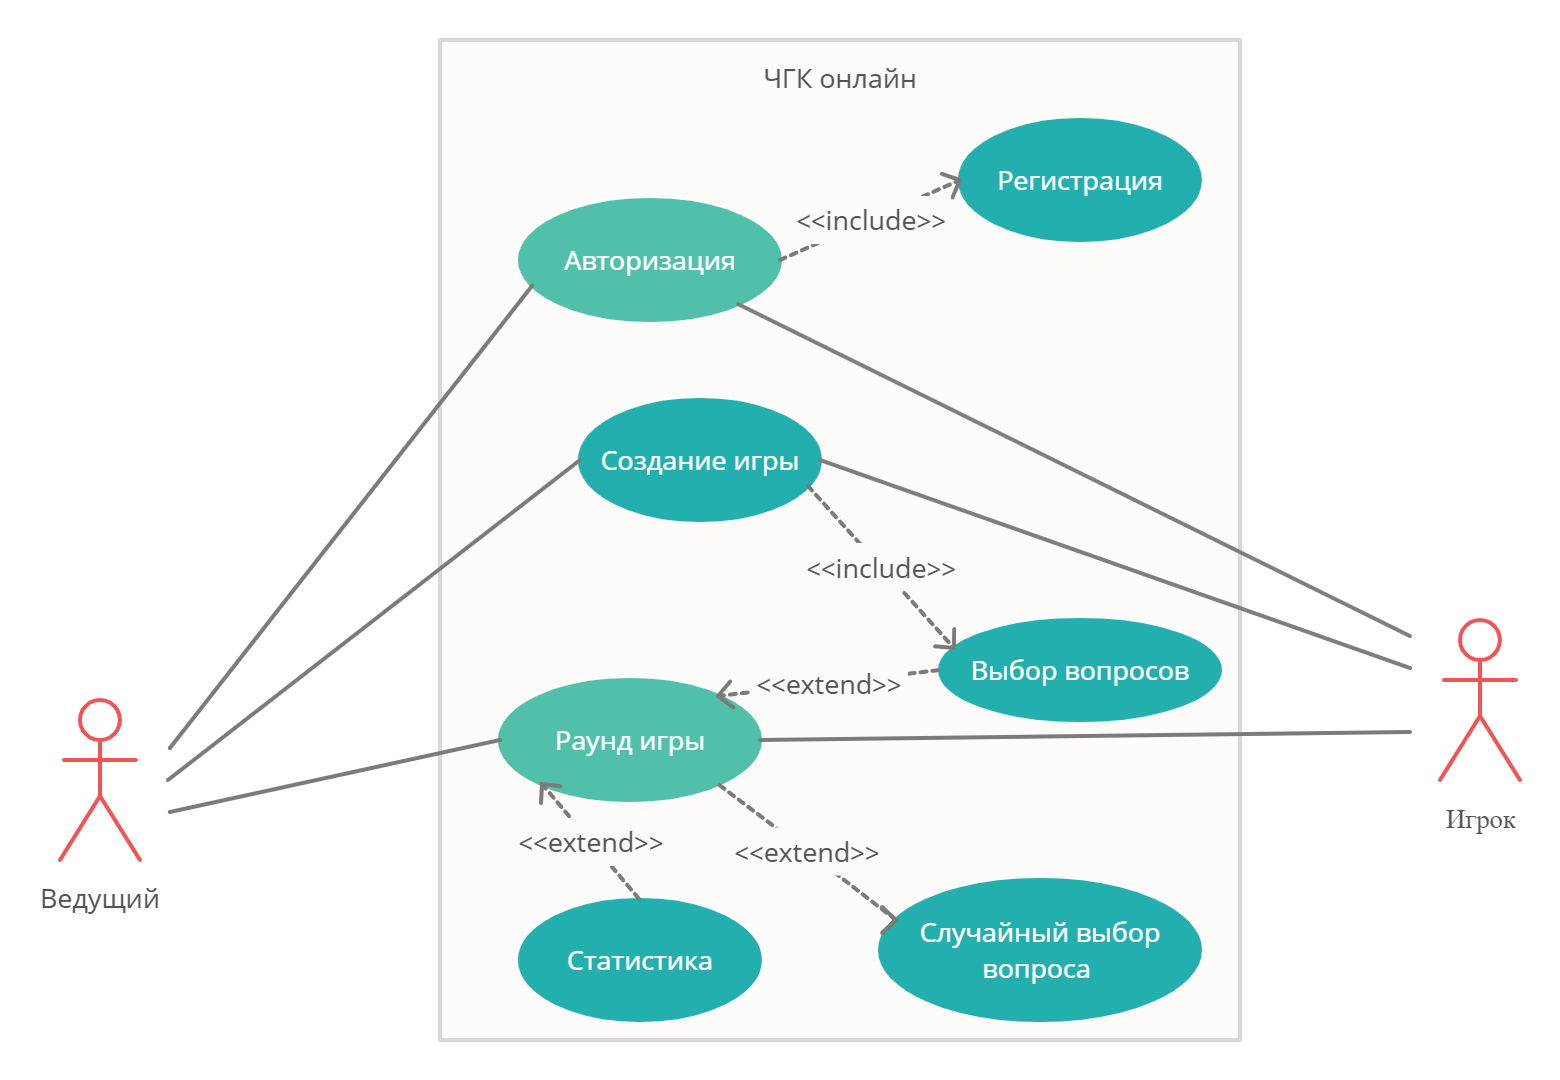 ЧГК онлайн
Регистрация
<<include>>
Авторизация
Создание игры
<<include>>
Выбор вопросов
<<extend>>
Раунд игры
Игрок
<<extend>>
<<extend>>
Ведущий
Случайный выбор
вопроса
Статистика